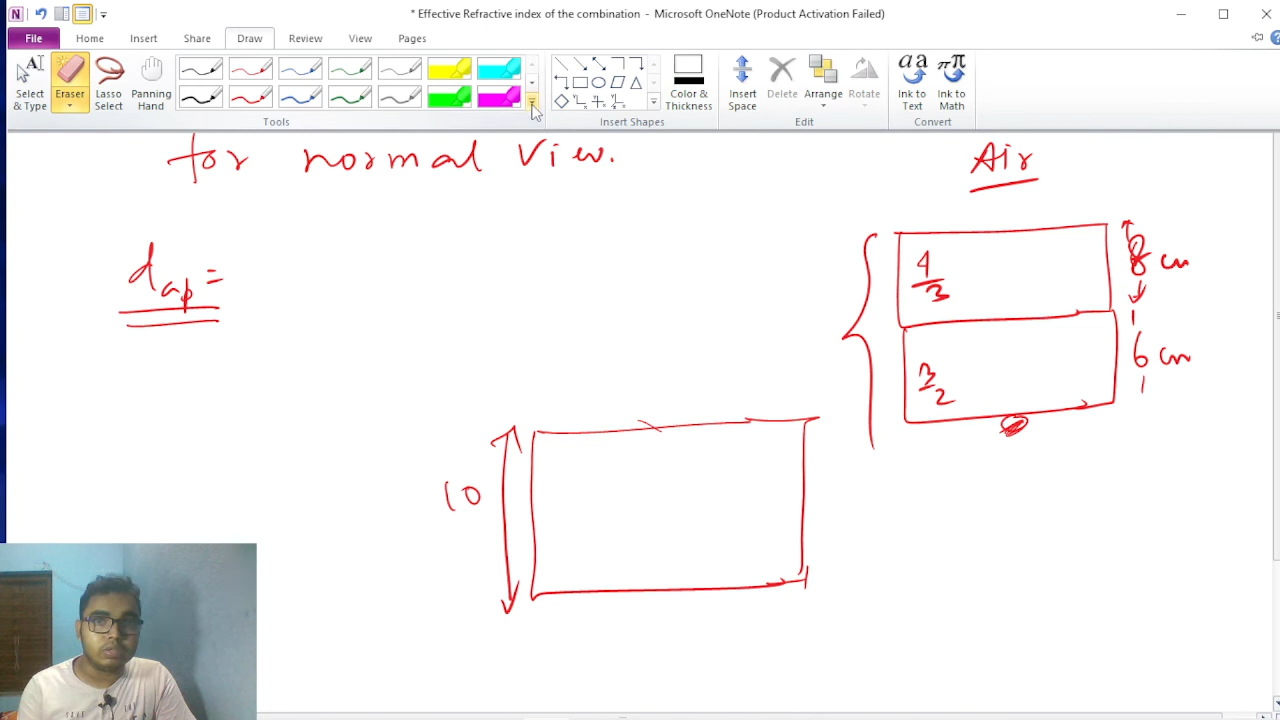 * Effective Refractive index of the combination - Microsoft OneNote (Product Activation Failed)
File Home Insert Share Draw Review View Pages
Select & Type Eraser Lasso Select Panning Hand Color & Thickness Insert Space Delete Arrange Rotate Ink to Text Ink to Math
Tools Insert Shapes Edit Convert
for normal View.
Air
d_ap =
4/3
8 cm
3/2
6 cm
10